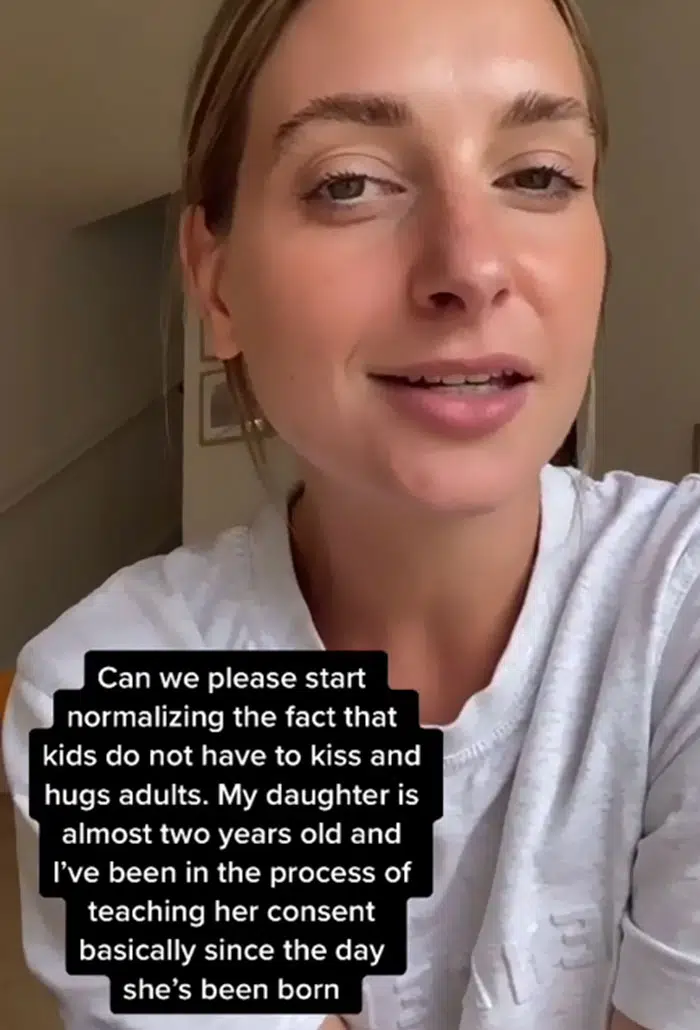 Can we please start
normalizing the fact that
kids do not have to kiss and
hugs adults. My daughter is
almost two years old and
I've been in the process of
teaching her consent
basically since the day
she's been born